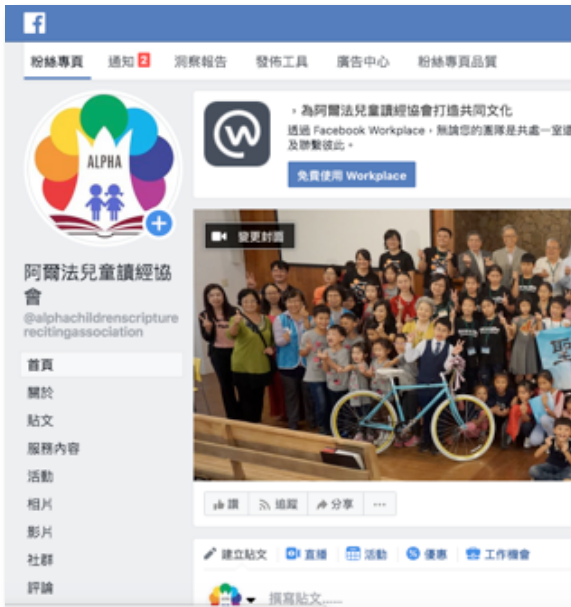 粉絲專頁 通知 2 洞察報告 發佈工具 廣告中心 粉絲專頁品質
ALPHA
，為阿爾法兒童讀經協會打造共同文化
透過 Facebook Workplace，無論您的團隊是共處一室還
及聯繫彼此。
免費使用 Workplace
變更封面
阿爾法兒童讀經協
會
@alphachildrenscripture
recitingassociation
首頁
關於
貼文
服務內容
活動
相片
影片
社群
評論
讚 追蹤 分享 ...
建立貼文 直播 活動 優惠 工作機會
撰寫貼文......